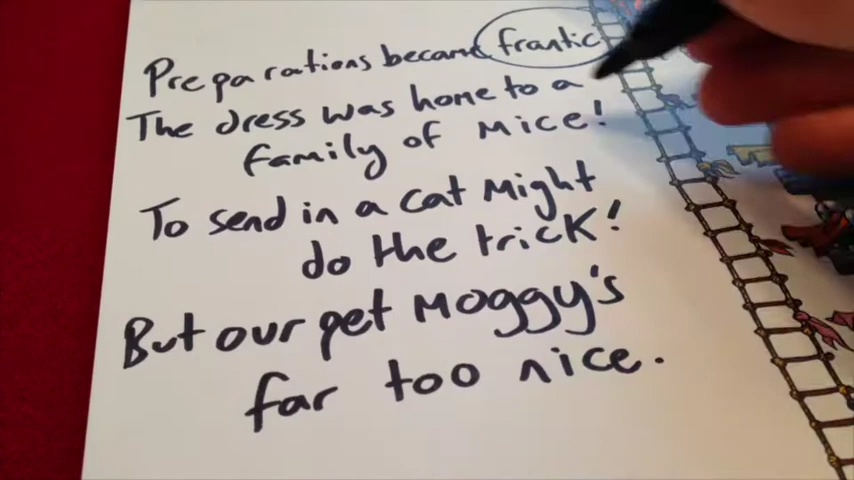 Preparations became frantic
The dress was home to a
family of mice!
To send in a cat might
do the trick!
But our pet Moggy's
far too nice.